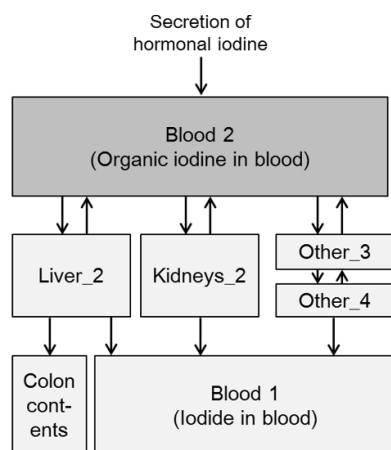 Secretion of
hormonal iodine
Blood 2
(Organic iodine in blood)
Liver_2
Kidneys_2
Other_3
Other_4
Colon
cont-
ents
Blood 1
(Iodide in blood)